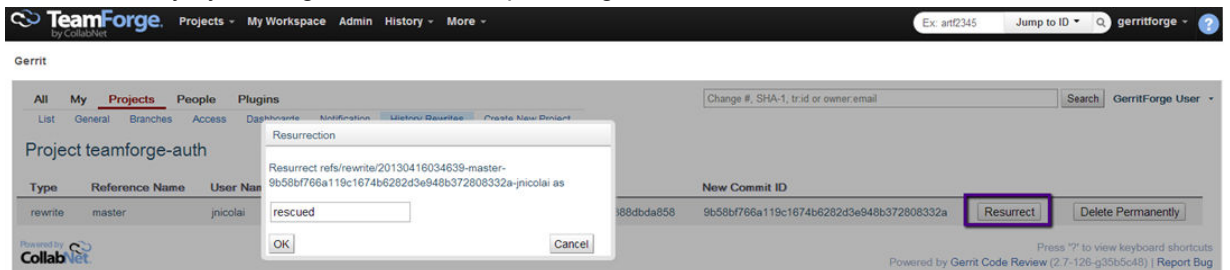 TeamForge. Projects My Workspace Admin History More Ex: artf2345 Jump to ID gerritforge ?
by CollabNet
Gerrit
All My Projects People Plugins Change #, SHA-1, tr:id or owner:email Search GerritForge User
List General Branches Access Dashboards Notification History Rewrites Create New Project
Resurrection
Project teamforge-auth
Resurrect refs/rewrite/20130416034639-master-
9b58bf766a119c1674b6282d3e948b372808332a-jnicolai as
Type Reference Name User Nam New Commit ID
rewrite master jnicolai rescued 388dbda858 9b58bf766a119c1674b6282d3e948b372808332a Resurrect Delete Permanently
OK Cancel
Powered by
CollabNet.
Press '?' to view keyboard shortcuts
Powered by Gerrit Code Review (2.7-126-g35b5c48) | Report Bug